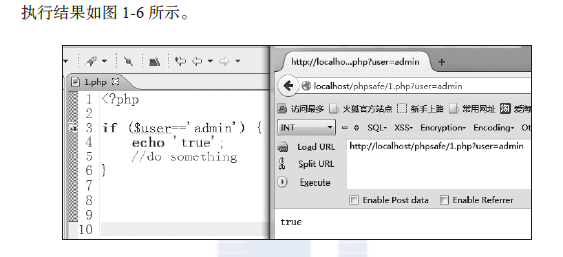 执行结果如图 1-6 所示。
1.php
1 <?php
2
3 if ($user=='admin') {
4 echo 'true';
5 //do something
6 }
7
8
9
10
http://localho...php?user=admin
+
localhost/phpsafe/1.php?user=admin
访问最多 火狐官方站点 新手上路 常用网址
INT SQL- XSS- Encryption- Encoding-
Load URL http://localhost/phpsafe/1.php?user=admin
Split URL
Execute
Enable Post data Enable Referrer
true